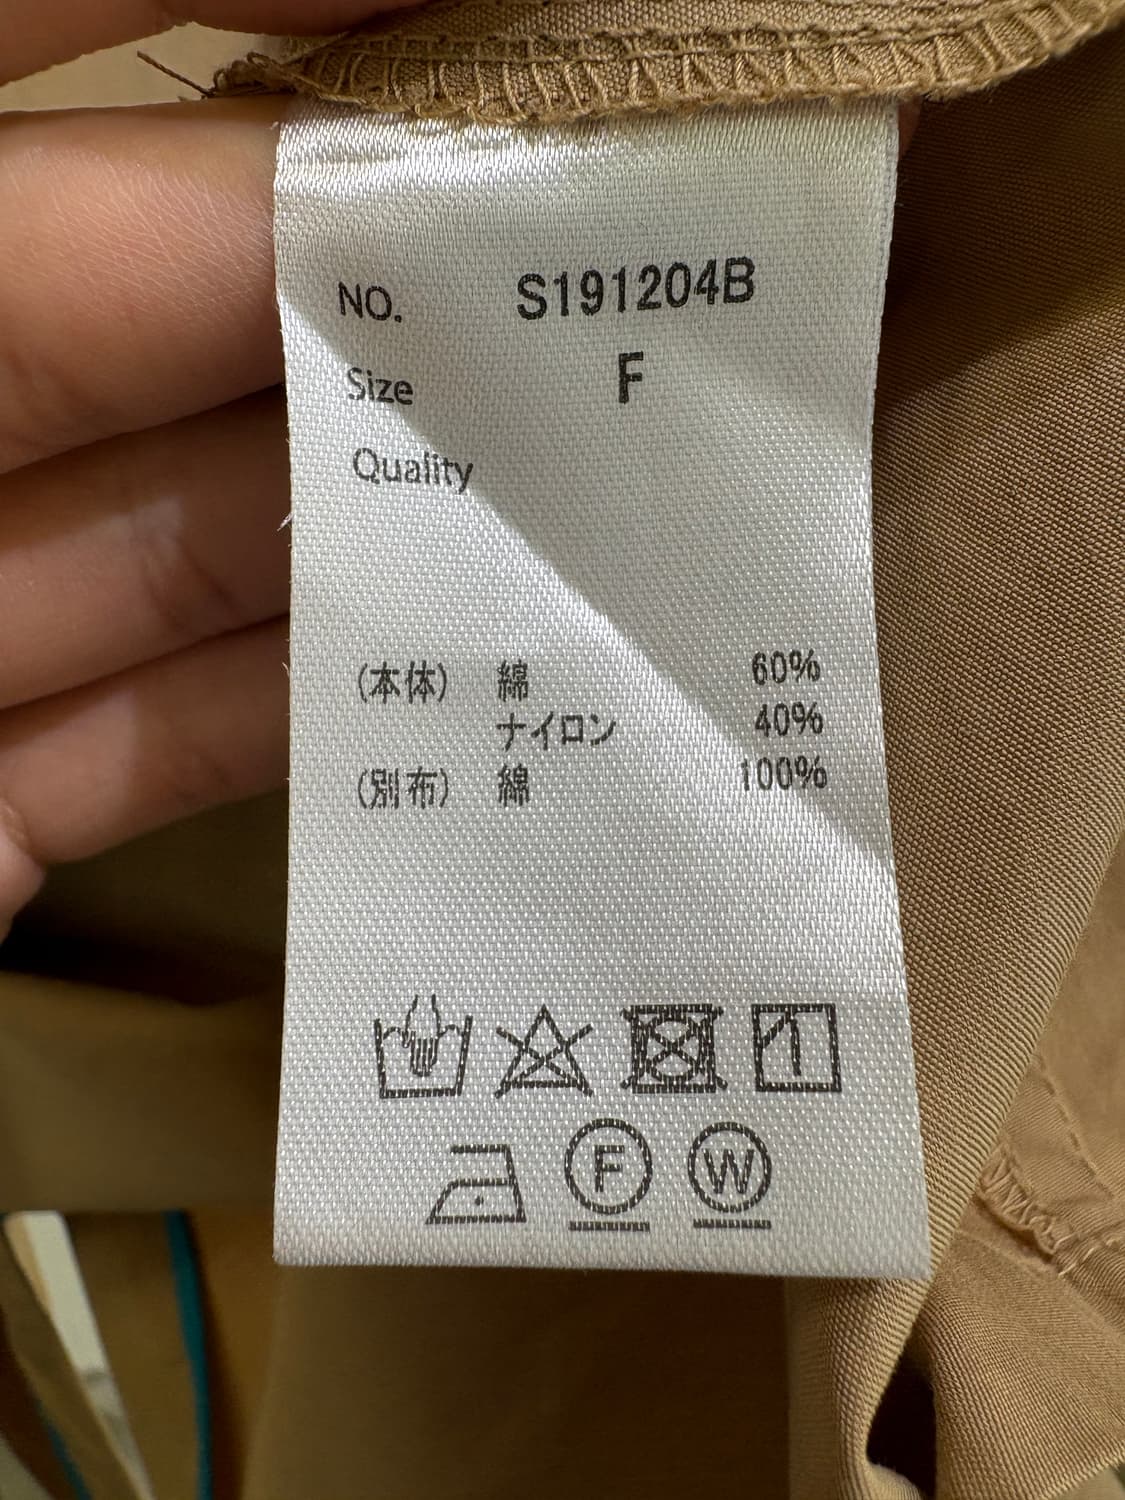 NO. S191204B
Size F
Quality
(本体) 綿 60%
ナイロン 40%
(別布) 綿 100%
F W